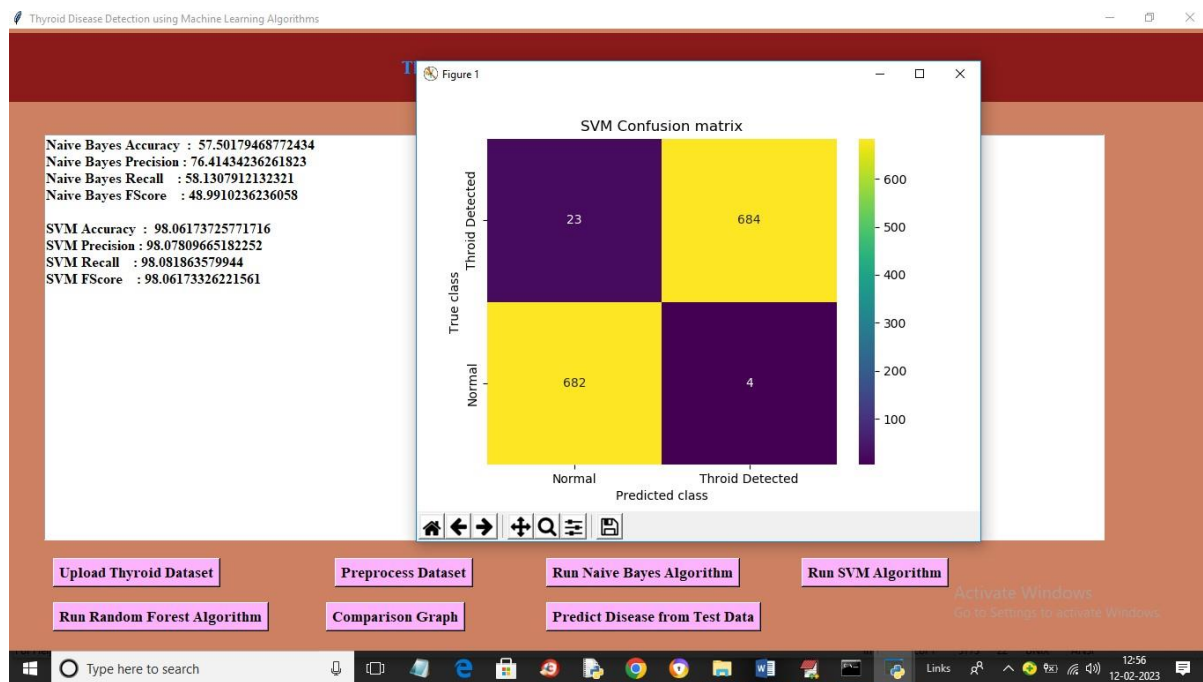 Thyroid Disease Detection using Machine Learning Algorithms
Figure 1
Naive Bayes Accuracy : 57.50179468772434
Naive Bayes Precision : 76.41434236261823
Naive Bayes Recall : 58.1307912132321
Naive Bayes FScore : 48.9910236236058
SVM Accuracy : 98.06173725771716
SVM Precision : 98.07809665182252
SVM Recall : 98.081863579944
SVM FScore : 98.06173326221561
SVM Confusion matrix
True class
Throid Detected
Normal
23
684
682
4
600
500
400
300
200
100
Normal
Throid Detected
Predicted class
Upload Thyroid Dataset
Preprocess Dataset
Run Naive Bayes Algorithm
Run SVM Algorithm
Run Random Forest Algorithm
Comparison Graph
Predict Disease from Test Data
Activate Windows
Go to Settings to activate Windows.
Type here to search
Links
12:56
12-02-2023